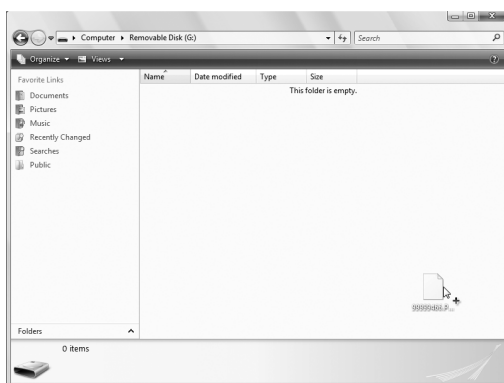 Computer ▸ Removable Disk (G:)
Search
Organize
Views
Favorite Links
Documents
Pictures
Music
Recently Changed
Searches
Public
Folders
Name
Date modified
Type
Size
This folder is empty.
0 items